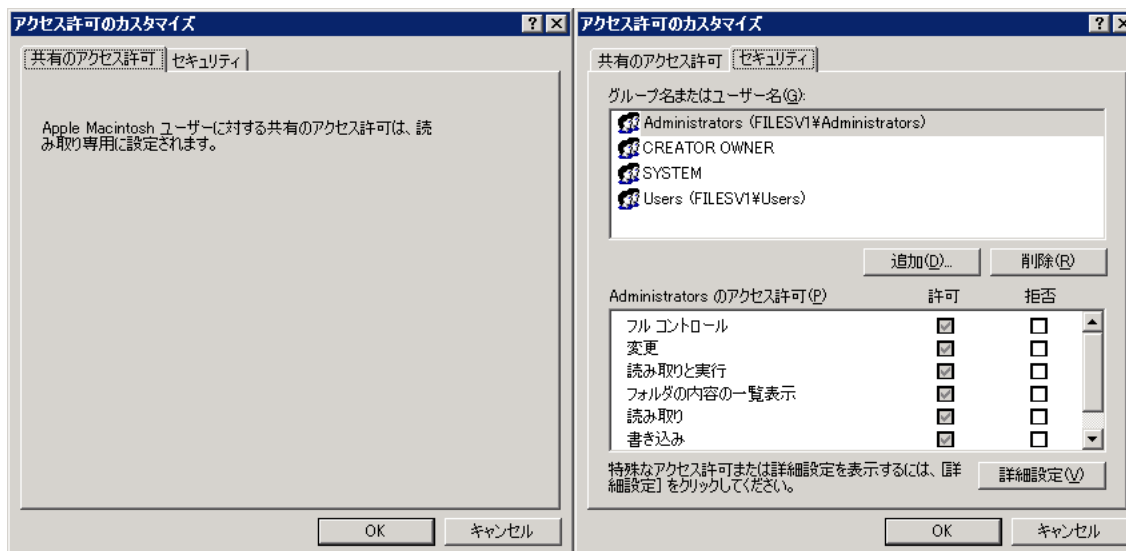 アクセス許可のカスタマイズ
共有のアクセス許可 セキュリティ
Apple Macintosh ユーザーに対する共有のアクセス許可は、読
み取り専用に設定されます。
OK キャンセル
アクセス許可のカスタマイズ
共有のアクセス許可 セキュリティ
グループ名またはユーザー名(G):
Administrators (FILESV1¥Administrators)
CREATOR OWNER
SYSTEM
Users (FILESV1¥Users)
追加(D)... 削除(R)
Administrators のアクセス許可(P) 許可 拒否
フル コントロール
変更
読み取りと実行
フォルダの内容の一覧表示
読み取り
書き込み
特殊なアクセス許可または詳細設定を表示するには、[詳
細設定] をクリックしてください。
詳細設定(V)
OK キャンセル